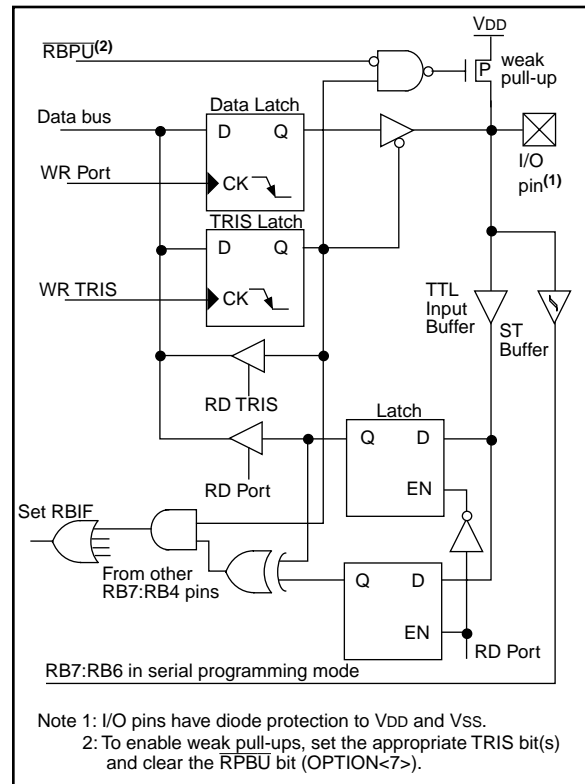 VDD
RBPU(2)
weak
pull-up
P
Data Latch
Data bus
D Q
WR Port
CK
I/O
pin(1)
TRIS Latch
D Q
WR TRIS
CK
TTL
Input
Buffer
ST
Buffer
RD TRIS
Latch
Q D
RD Port
EN
Set RBIF
From other
RB7:RB4 pins
Q D
EN
RD Port
RB7:RB6 in serial programming mode
Note 1: I/O pins have diode protection to VDD and VSS.
2: To enable weak pull-ups, set the appropriate TRIS bit(s)
and clear the RPBU bit (OPTION<7>).